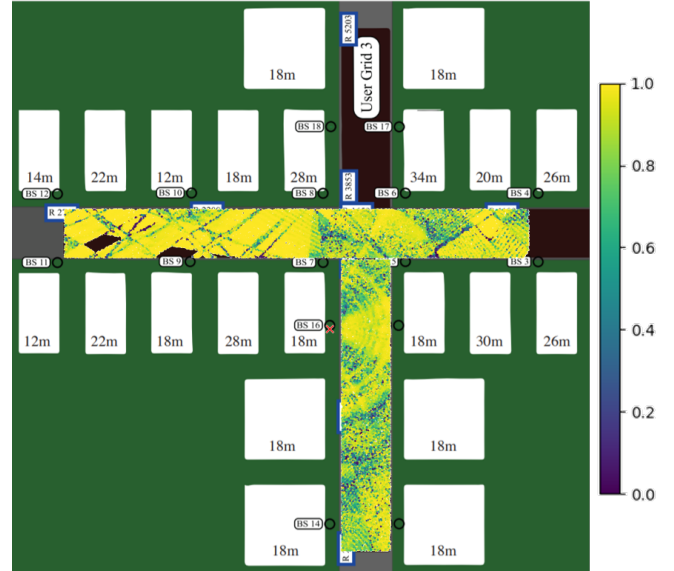 R 5203
User Grid 3
18m
18m
1.0
BS 18
BS 17
14m
22m
12m
18m
28m
34m
20m
26m
R 3853
BS 12
BS 10
BS 8
BS 6
BS 4
0.8
R 27
0.6
BS 11
BS 9
BS 7
5
BS 3
BS 16
12m
22m
18m
28m
18m
18m
30m
26m
0.4
18m
18m
0.2
BS 14
0.0
18m
18m
R